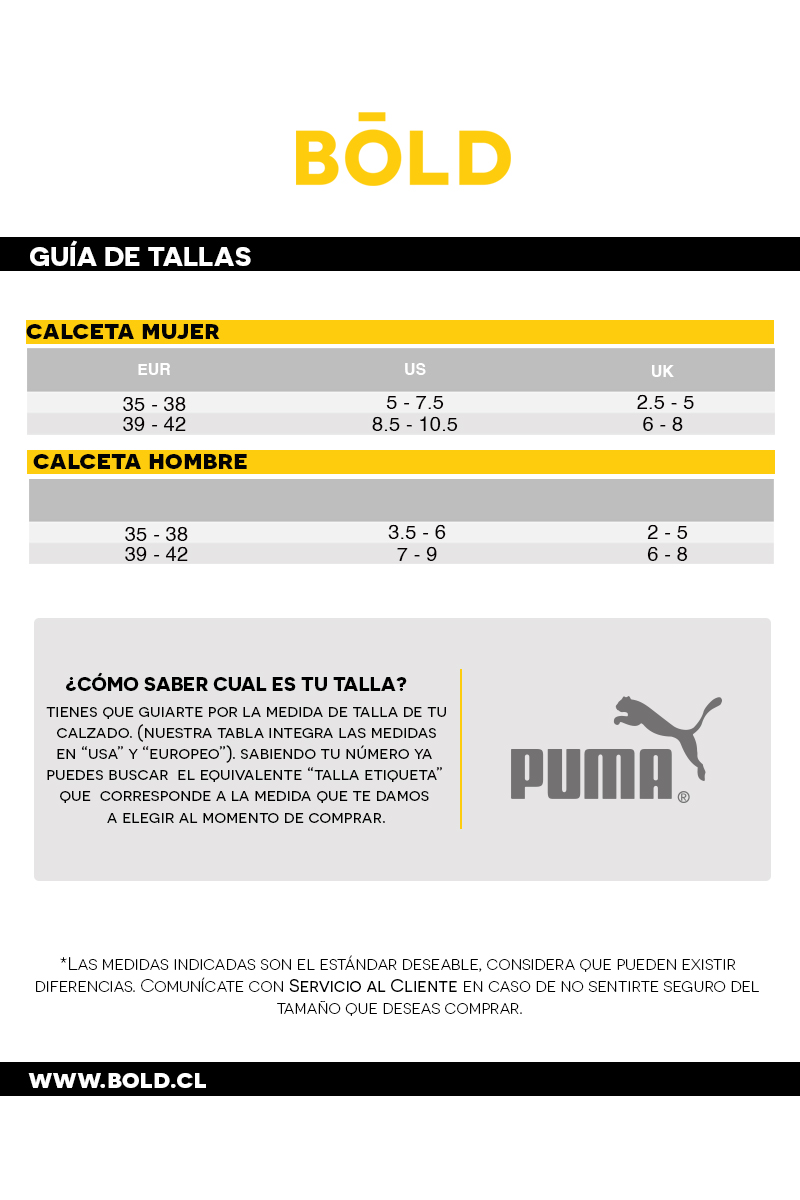 BŌLD
GUÍA DE TALLAS
CALCETA MUJER
EUR US UK
35 - 38 5 - 7.5 2.5 - 5
39 - 42 8.5 - 10.5 6 - 8
CALCETA HOMBRE
35 - 38 3.5 - 6 2 - 5
39 - 42 7 - 9 6 - 8
¿CÓMO SABER CUAL ES TU TALLA?
TIENES QUE GUIARTE POR LA MEDIDA DE TALLA DE TU
CALZADO. (NUESTRA TABLA INTEGRA LAS MEDIDAS
EN “USA” Y “EUROPEO”). SABIENDO TU NÚMERO YA
PUEDES BUSCAR EL EQUIVALENTE “TALLA ETIQUETA”
QUE CORRESPONDE A LA MEDIDA QUE TE DAMOS
A ELEGIR AL MOMENTO DE COMPRAR.
PUMA®
*LAS MEDIDAS INDICADAS SON EL ESTÁNDAR DESEABLE, CONSIDERA QUE PUEDEN EXISTIR
DIFERENCIAS. COMUNÍCATE CON SERVICIO AL CLIENTE EN CASO DE NO SENTIRTE SEGURO DEL
TAMAÑO QUE DESEAS COMPRAR.
WWW.BOLD.CL